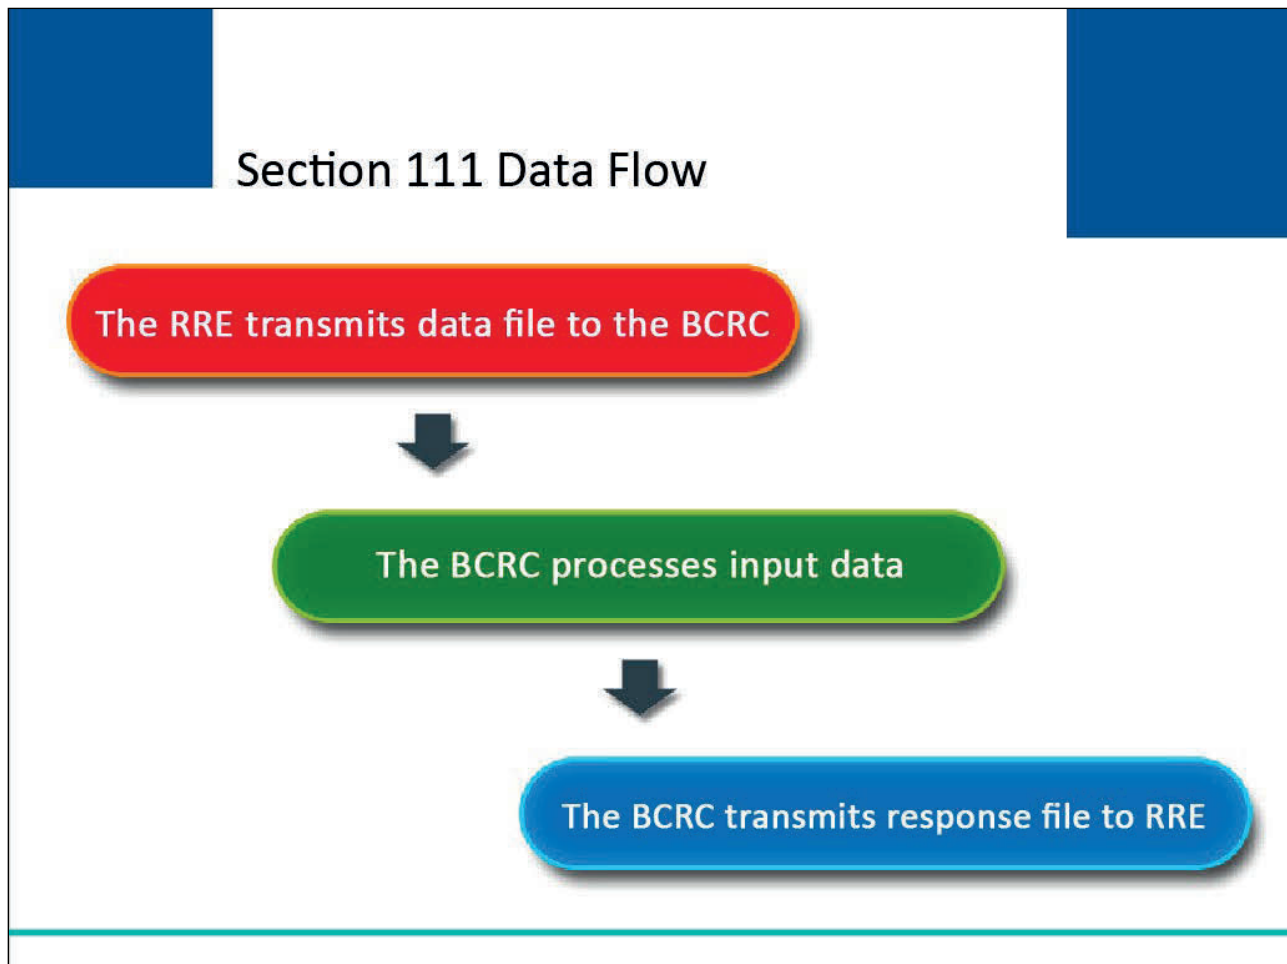 Section 111 Data Flow
The RRE transmits data file to the BCRC
The BCRC processes input data
The BCRC transmits response file to RRE